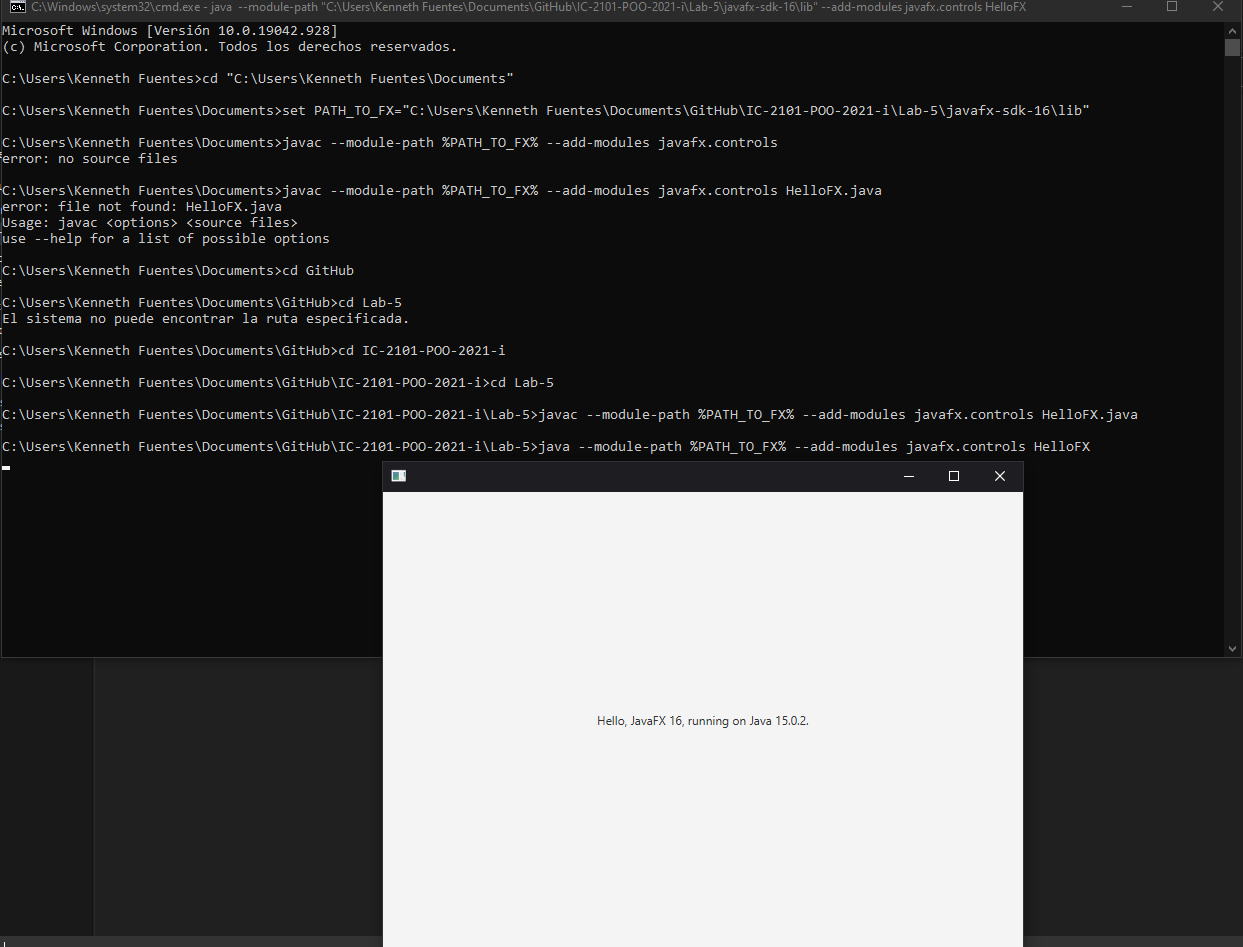 C:\Windows\system32\cmd.exe - java  --module-path "C:\Users\Kenneth Fuentes\Documents\GitHub\IC-2101-POO-2021-i\Lab-5\javafx-sdk-16\lib" --add-modules javafx.controls HelloFX
Microsoft Windows [Versión 10.0.19042.928]
(c) Microsoft Corporation. Todos los derechos reservados.
C:\Users\Kenneth Fuentes>cd "C:\Users\Kenneth Fuentes\Documents"
C:\Users\Kenneth Fuentes\Documents>set PATH_TO_FX="C:\Users\Kenneth Fuentes\Documents\GitHub\IC-2101-POO-2021-i\Lab-5\javafx-sdk-16\lib"
C:\Users\Kenneth Fuentes\Documents>javac --module-path %PATH_TO_FX% --add-modules javafx.controls
error: no source files
C:\Users\Kenneth Fuentes\Documents>javac --module-path %PATH_TO_FX% --add-modules javafx.controls HelloFX.java
error: file not found: HelloFX.java
Usage: javac <options> <source files>
use --help for a list of possible options
C:\Users\Kenneth Fuentes\Documents>cd GitHub
C:\Users\Kenneth Fuentes\Documents\GitHub>cd Lab-5
El sistema no puede encontrar la ruta especificada.
C:\Users\Kenneth Fuentes\Documents\GitHub>cd IC-2101-POO-2021-i
C:\Users\Kenneth Fuentes\Documents\GitHub\IC-2101-POO-2021-i>cd Lab-5
C:\Users\Kenneth Fuentes\Documents\GitHub\IC-2101-POO-2021-i\Lab-5>javac --module-path %PATH_TO_FX% --add-modules javafx.controls HelloFX.java
C:\Users\Kenneth Fuentes\Documents\GitHub\IC-2101-POO-2021-i\Lab-5>java --module-path %PATH_TO_FX% --add-modules javafx.controls HelloFX
Hello, JavaFX 16, running on Java 15.0.2.